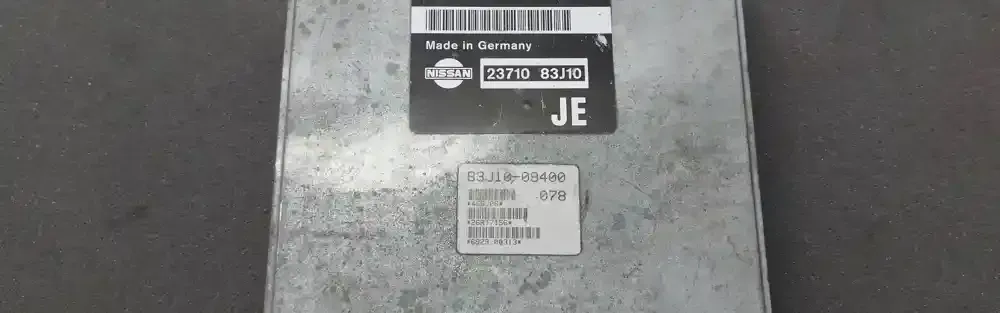 Made in Germany
NISSAN 23710 83J10
JE
83J10-08400
.078